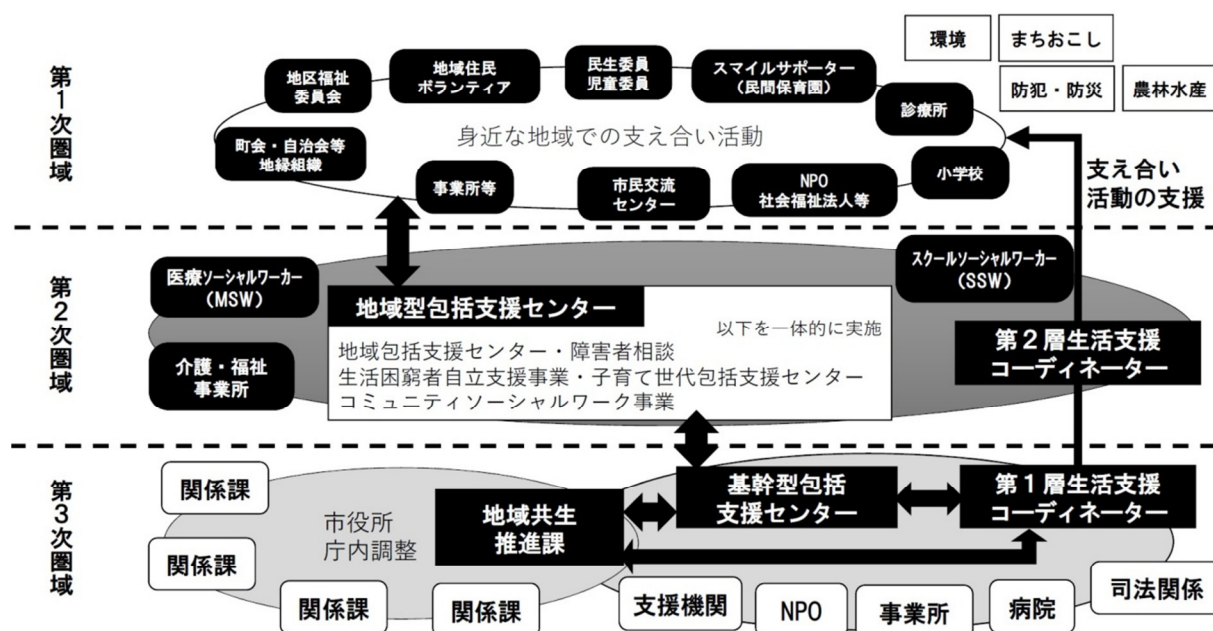 環境
まちおこし
防犯・防災
農林水産
第1次圏域
地区福祉
委員会
地域住民
ボランティア
民生委員
児童委員
スマイルサポーター
(民間保育園)
診療所
町会・自治会等
地縁組織
身近な地域での支え合い活動
事業所等
市民交流
センター
NPO
社会福祉法人等
小学校
支え合い
活動の支援
第2次圏域
医療ソーシャルワーカー
(MSW)
スクールソーシャルワーカー
(SSW)
地域型包括支援センター
以下を一体的に実施
地域包括支援センター・障害者相談
生活困窮者自立支援事業・子育て世代包括支援センター
コミュニティソーシャルワーク事業
介護・福祉
事業所
第2層生活支援
コーディネーター
第3次圏域
関係課
関係課
関係課
関係課
市役所
庁内調整
地域共生
推進課
基幹型包括
支援センター
第1層生活支援
コーディネーター
支援機関
NPO
事業所
病院
司法関係